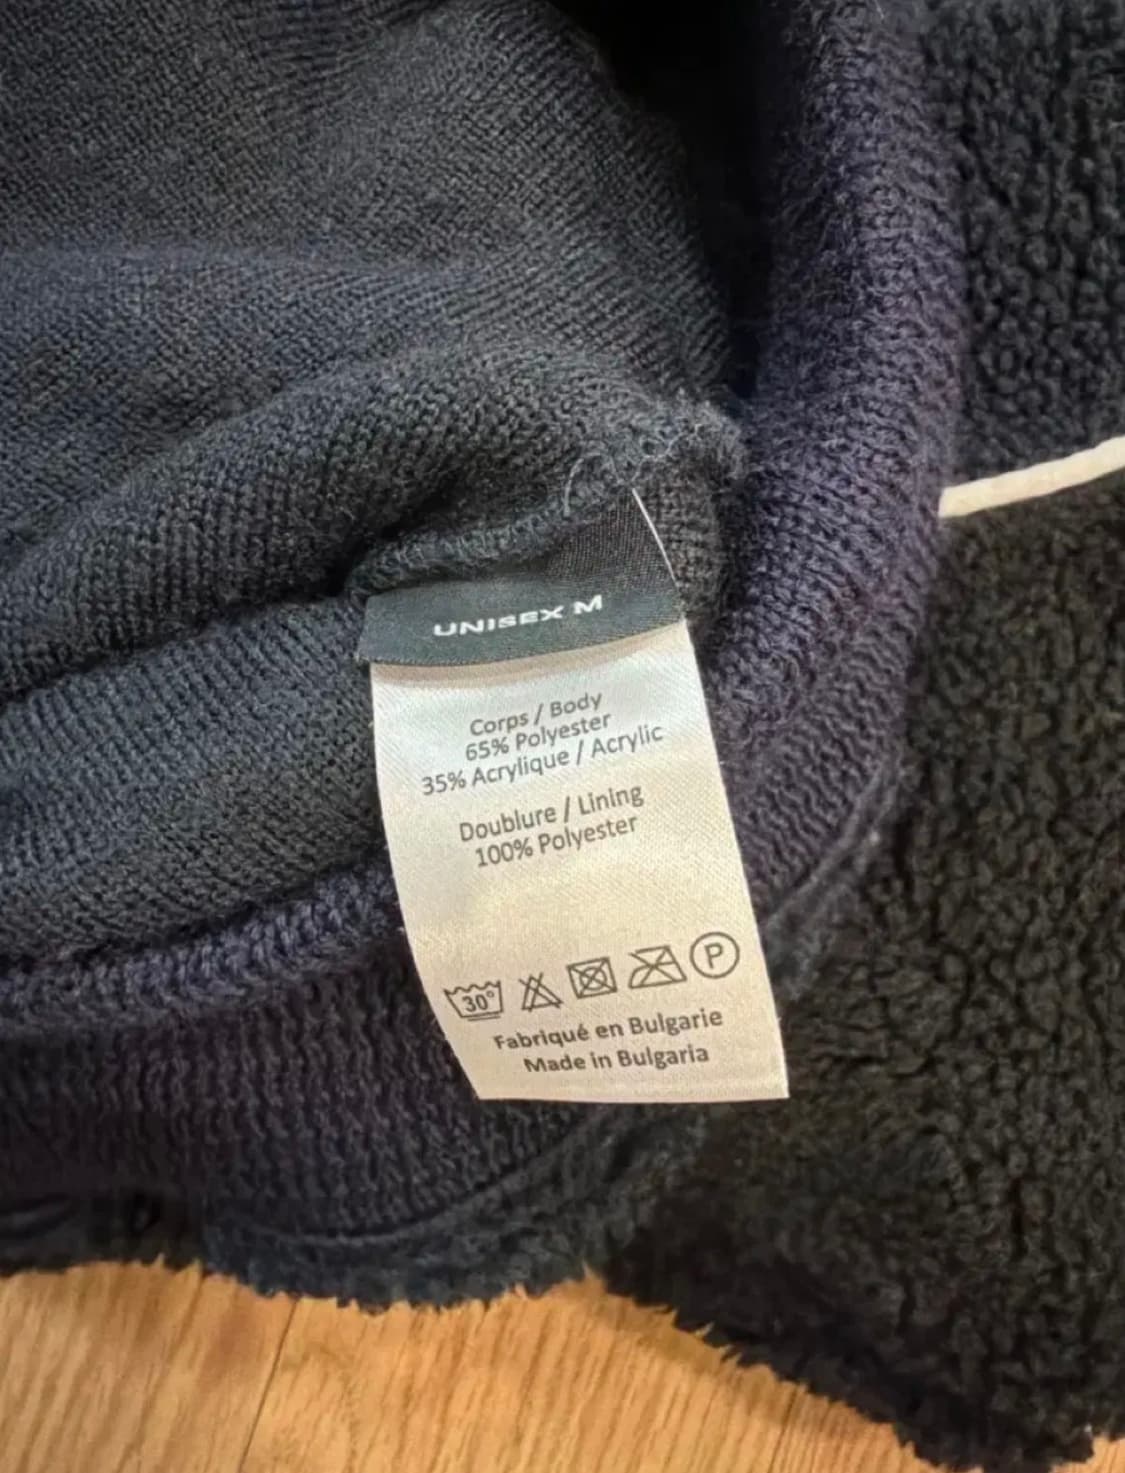 UNISEX M
Corps / Body
65% Polyester
35% Acrylique / Acrylic
Doublure / Lining
100% Polyester
30° P
Fabriqué en Bulgarie
Made in Bulgaria